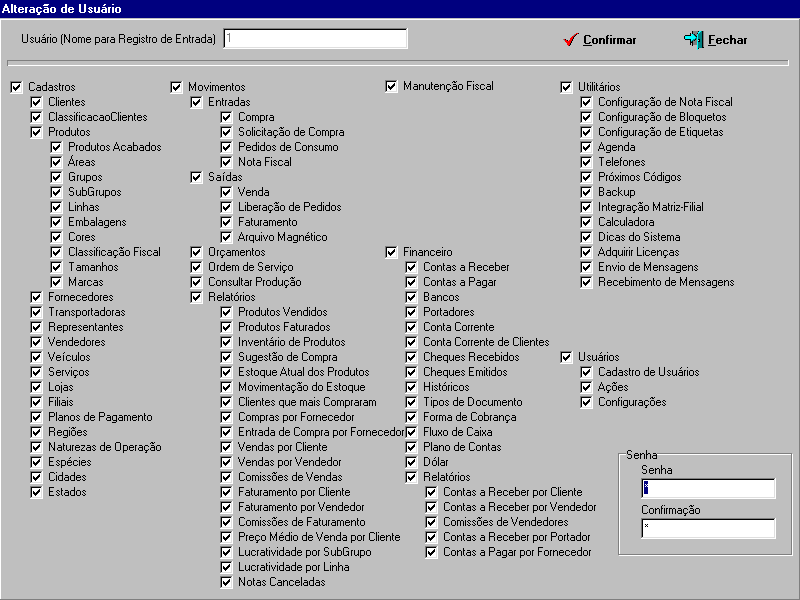 Alteração de Usuário
Usuário (Nome para Registro de Entrada)
1
Confirmar
Fechar
Cadastros
Clientes
ClassificacaoClientes
Produtos
Produtos Acabados
Áreas
Grupos
SubGrupos
Linhas
Embalagens
Cores
Classificação Fiscal
Tamanhos
Marcas
Fornecedores
Transportadoras
Representantes
Vendedores
Veículos
Serviços
Lojas
Filiais
Planos de Pagamento
Regiões
Naturezas de Operação
Espécies
Cidades
Estados
Movimentos
Entradas
Compra
Solicitação de Compra
Pedidos de Consumo
Nota Fiscal
Saídas
Venda
Liberação de Pedidos
Faturamento
Arquivo Magnético
Orçamentos
Ordem de Serviço
Consultar Produção
Relatórios
Produtos Vendidos
Produtos Faturados
Inventário de Produtos
Sugestão de Compra
Estoque Atual dos Produtos
Movimentação do Estoque
Clientes que mais Compraram
Compras por Fornecedor
Entrada de Compra por Fornecedor
Vendas por Cliente
Vendas por Vendedor
Comissões de Vendas
Faturamento por Cliente
Faturamento por Vendedor
Comissões de Faturamento
Preço Médio de Venda por Cliente
Lucratividade por SubGrupo
Lucratividade por Linha
Notas Canceladas
Manutenção Fiscal
Financeiro
Contas a Receber
Contas a Pagar
Bancos
Portadores
Conta Corrente
Conta Corrente de Clientes
Cheques Recebidos
Cheques Emitidos
Históricos
Tipos de Documento
Forma de Cobrança
Fluxo de Caixa
Plano de Contas
Dólar
Relatórios
Contas a Receber por Cliente
Contas a Receber por Vendedor
Comissões de Vendedores
Contas a Receber por Portador
Contas a Pagar por Fornecedor
Utilitários
Configuração de Nota Fiscal
Configuração de Bloquetos
Configuração de Etiquetas
Agenda
Telefones
Próximos Códigos
Backup
Integração Matriz-Filial
Calculadora
Dicas do Sistema
Adquirir Licenças
Envio de Mensagens
Recebimento de Mensagens
Usuários
Cadastro de Usuários
Ações
Configurações
Senha
Senha
*
Confirmação
*